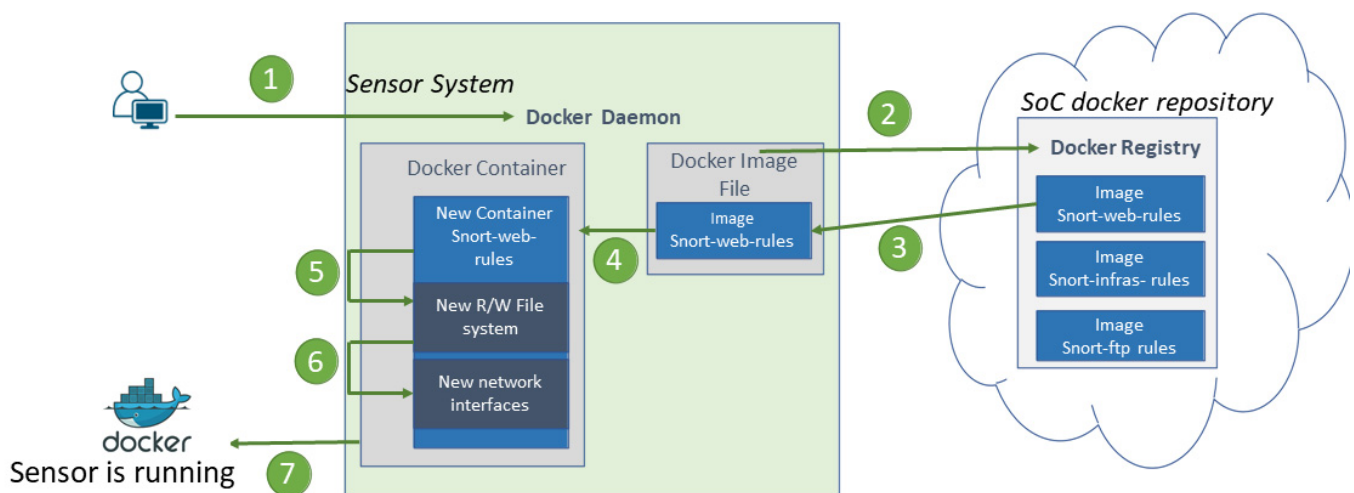 1
Sensor System
Docker Daemon
2
SoC docker repository
Docker Container
Docker Image
File
Docker Registry
New Container
Snort-web-
rules
Image
Snort-web-rules
Image
Snort-web-rules
3
4
5
Image
Snort-infras- rules
New R/W File
system
Image
Snort-ftp rules
6
New network
interfaces
docker
7
Sensor is running